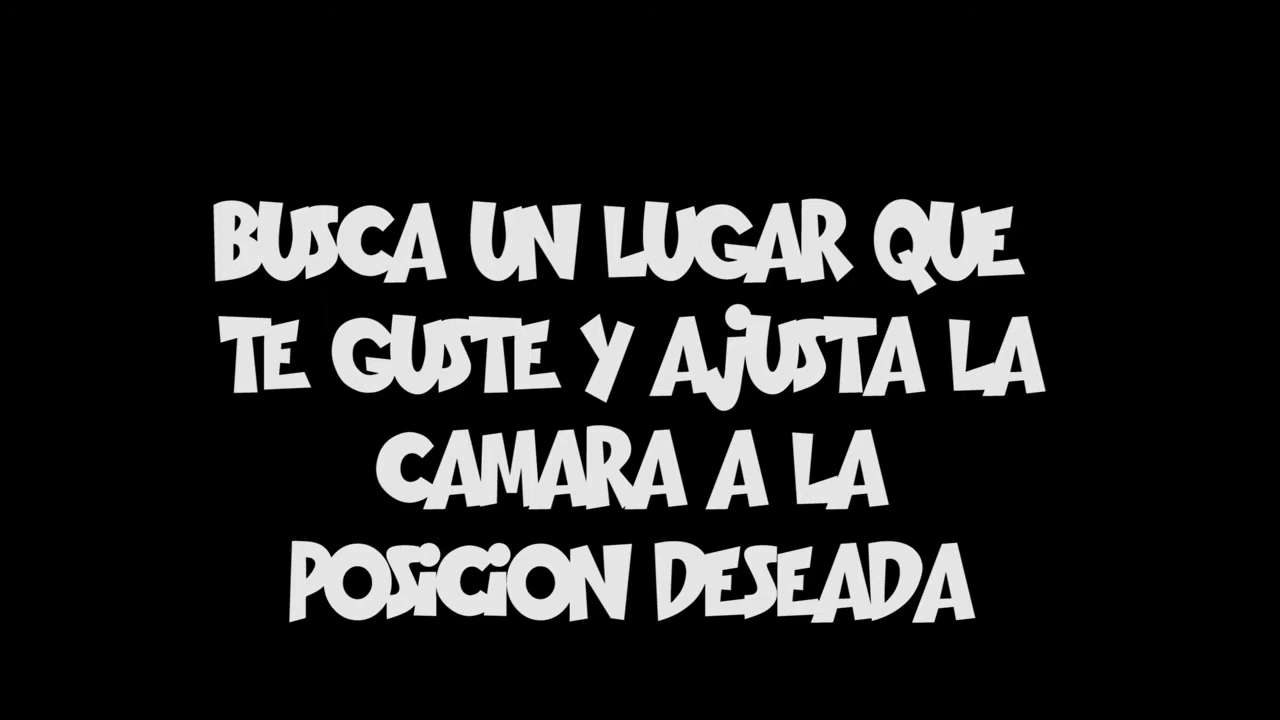 BUSCA UN LUGAR QUE
TE GUSTE Y AjUSTA LA
CAMARA A LA
POSiCiON DESEADA